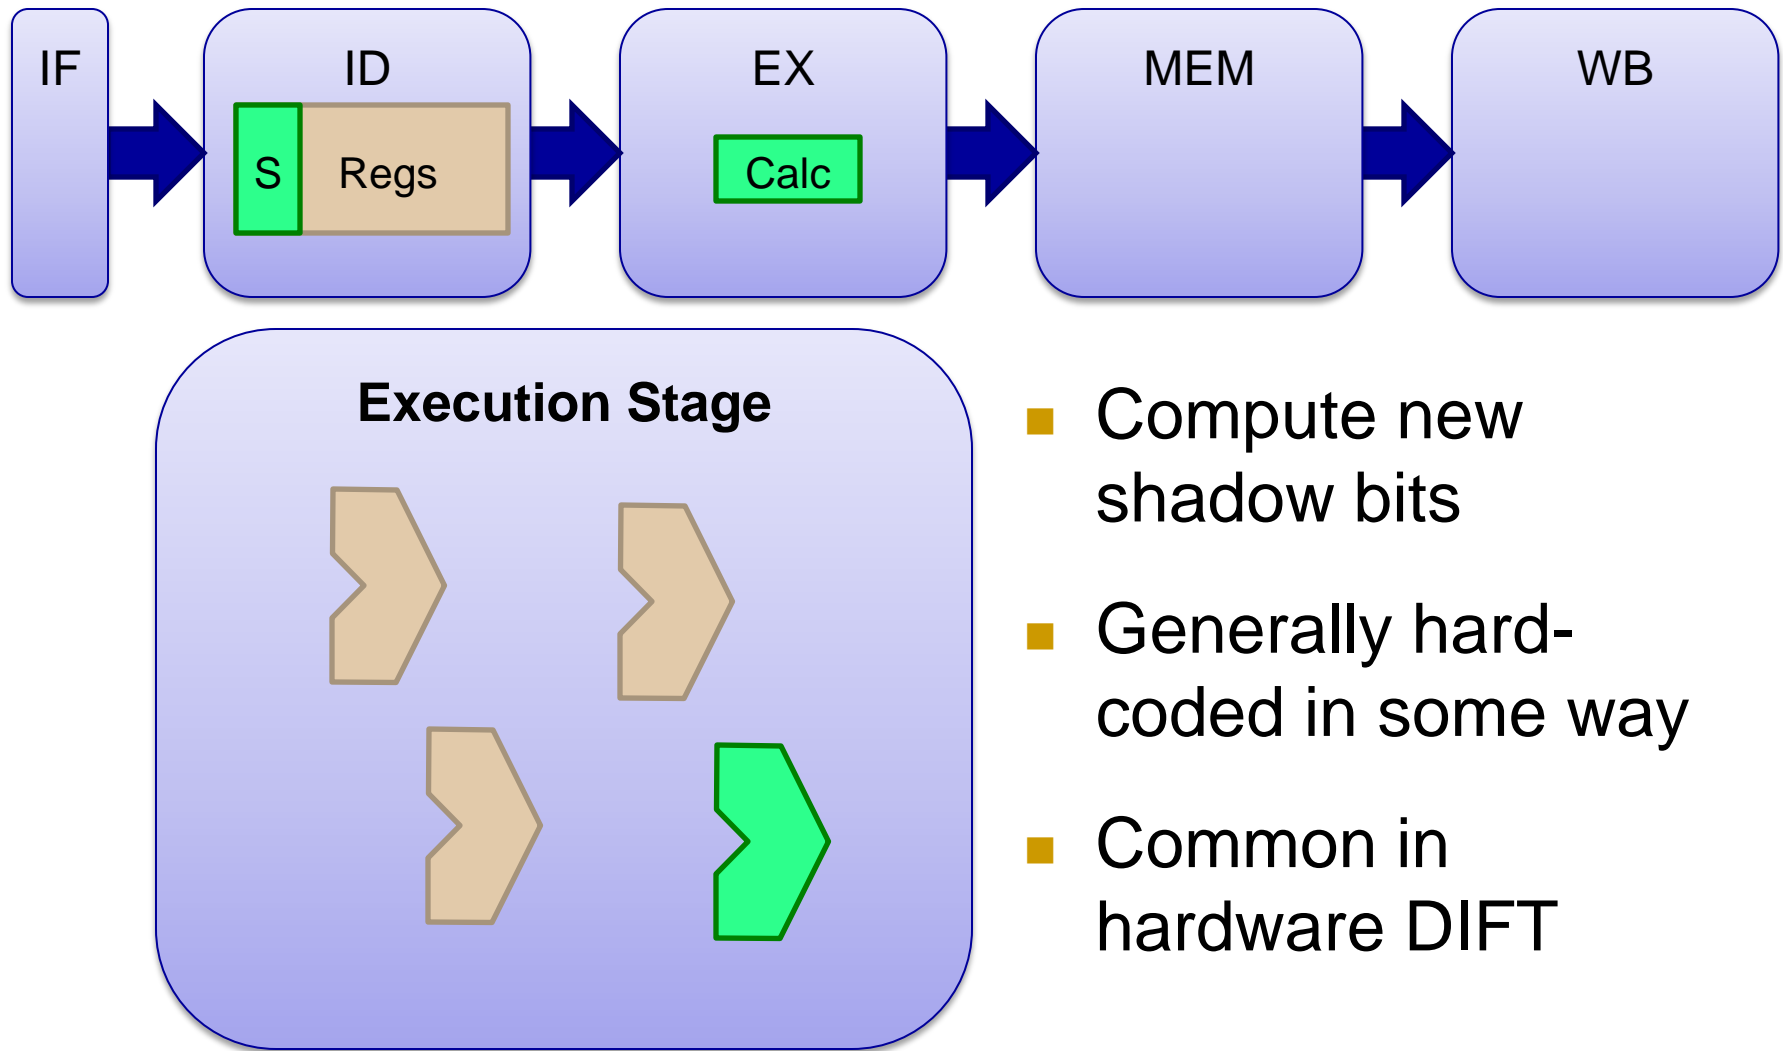 IF
ID
EX
MEM
WB
S
Regs
Calc
Execution Stage
Compute new
shadow bits
Generally hard-
coded in some way
Common in
hardware DIFT